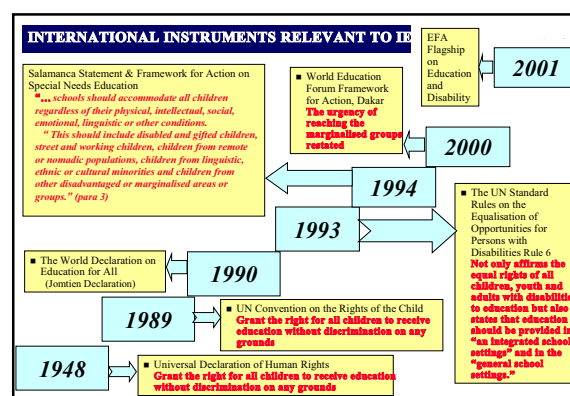 INTERNATIONAL INSTRUMENTS RELEVANT TO IE
EFA
Flagship
on
Education
and
Disability
2001
Salamanca Statement & Framework for Action on
Special Needs Education
“... schools should accommodate all children
regardless of their physical, intellectual, social,
emotional, linguistic or other conditions.
“ This should include disabled and gifted children,
street and working children, children from remote
or nomadic populations, children from linguistic,
ethnic or cultural minorities and children from
other disadvantaged or marginalised areas or
groups.” (para 3)
■ World Education
Forum Framework
for Action, Dakar
The urgency of
reaching the
marginalised groups
restated
2000
1994
1993
■ The UN Standard
Rules on the
Equalisation of
Opportunities for
Persons with
Disabilities Rule 6
Not only affirms the
equal rights of all
children, youth and
adults with disabilities
to education but also
states that education
should be provided in
“an integrated school
settings” and in the
“general school
settings.”
■ The World Declaration on
Education for All
(Jomtien Declaration)
1990
1989
■ UN Convention on the Rights of the Child
Grant the right for all children to receive
education without discrimination on any
grounds
1948
■ Universal Declaration of Human Rights
Grant the right for all children to receive education
without discrimination on any grounds